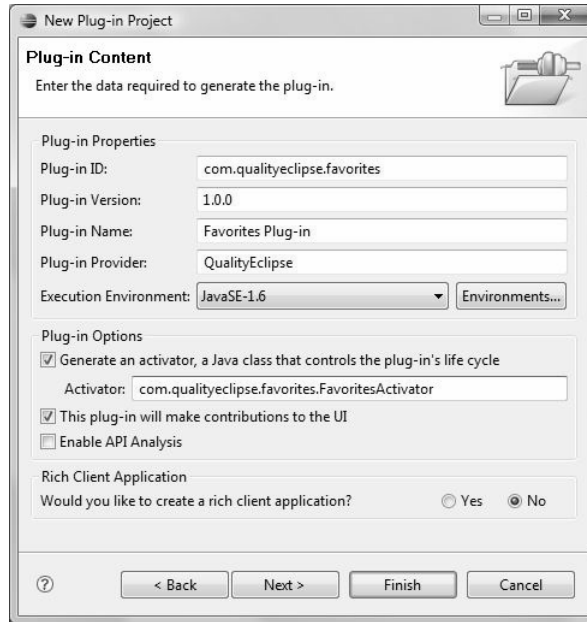 New Plug-in Project
Plug-in Content
Enter the data required to generate the plug-in.
Plug-in Properties
Plug-in ID: com.qualityeclipse.favorites
Plug-in Version: 1.0.0
Plug-in Name: Favorites Plug-in
Plug-in Provider: QualityEclipse
Execution Environment: JavaSE-1.6 Environments...
Plug-in Options
Generate an activator, a Java class that controls the plug-in's life cycle
Activator: com.qualityeclipse.favorites.FavoritesActivator
This plug-in will make contributions to the UI
Enable API Analysis
Rich Client Application
Would you like to create a rich client application? Yes No
? < Back Next > Finish Cancel